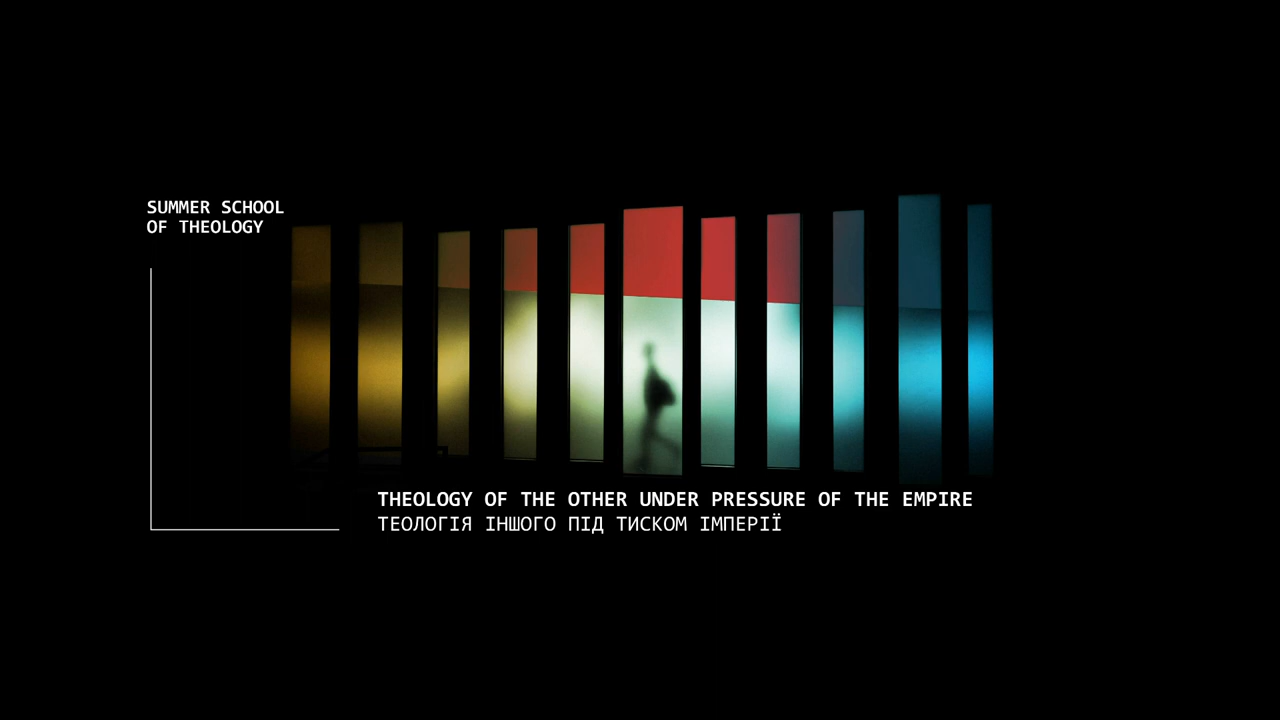 SUMMER SCHOOL
OF THEOLOGY
THEOLOGY OF THE OTHER UNDER PRESSURE OF THE EMPIRE
ТЕОЛОГІЯ ІНШОГО ПІД ТИСКОМ ІМПЕРІЇ